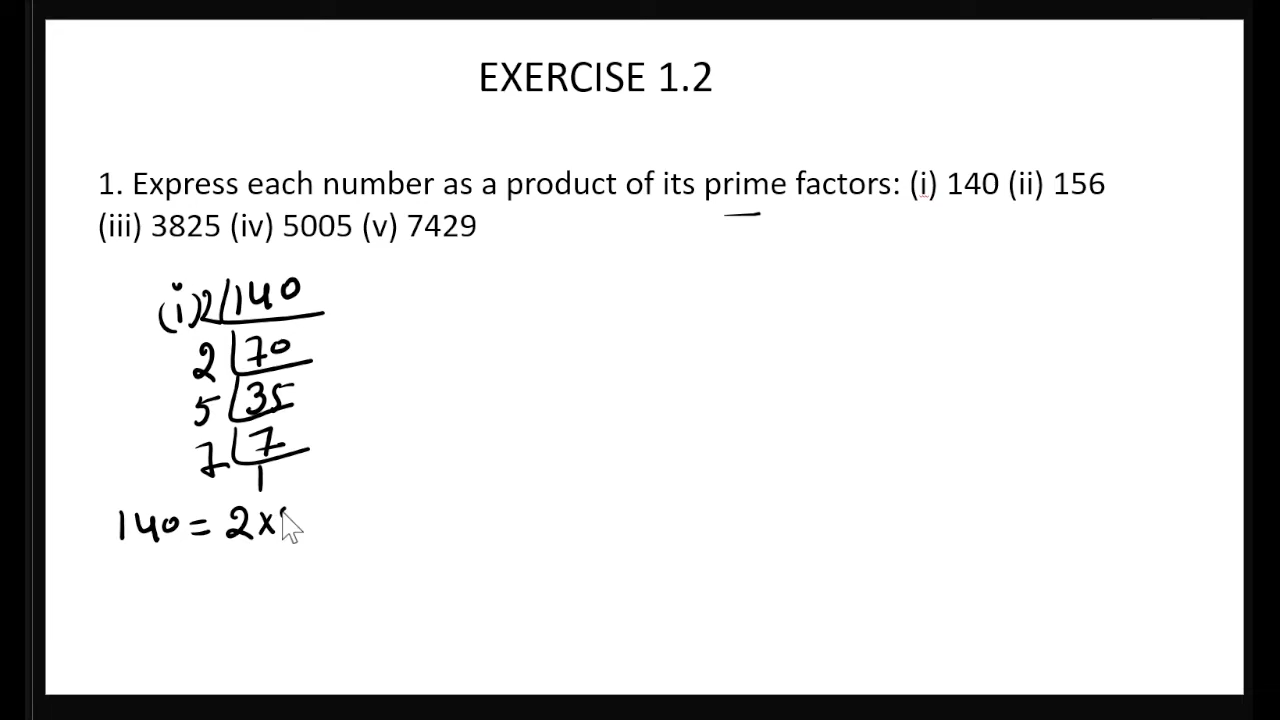 EXERCISE 1.2
1. Express each number as a product of its prime factors: (i) 140 (ii) 156
(iii) 3825 (iv) 5005 (v) 7429
(i) 2 140
2 70
5 35
7 7
1
140 = 2 ×